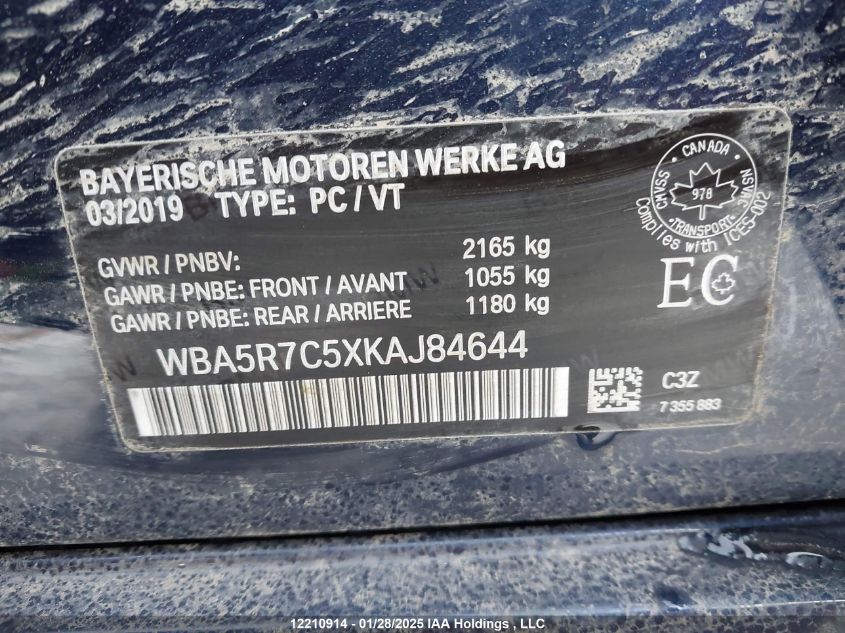 BAYERISCHE MOTOREN WERKE AG
03/2019 TYPE: PC / VT
GVWR / PNBV: 2165 kg
GAWR / PNBE: FRONT / AVANT 1055 kg
GAWR / PNBE: REAR / ARRIERE 1180 kg
WBA5R7C5XKAJ84644
CANADA
CMVSS NSVAC
978
TRANSPORT
Complies with ICES-002
EC
C3Z
7 355 883
12210914 - 01/28/2025 IAA Holdings , LLC